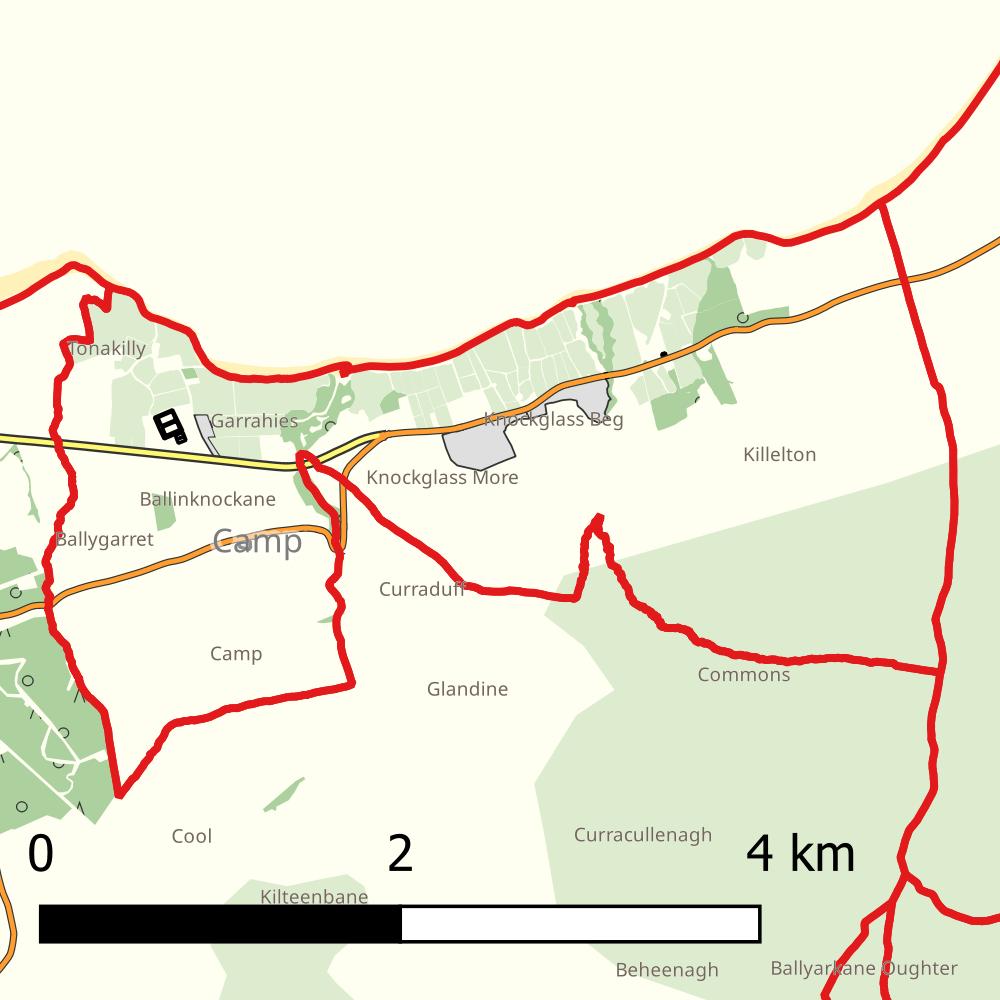 Tonakilly
Garrahies
Knockglass Beg
Killelton
Knockglass More
Ballinknockane
Ballygarret
Camp
Curraduff
Camp
Commons
Glandine
Cool
Curracullenagh
0 2 4 km
Kilteenbane
Beheenagh
Ballyarkane Oughter